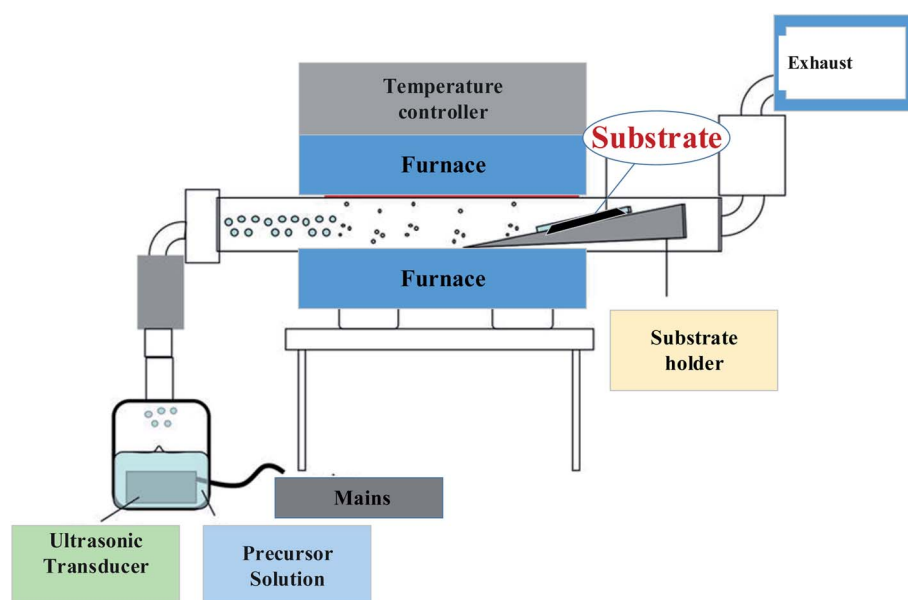 Exhaust
Temperature
controller
Substrate
Furnace
Furnace
Substrate
holder
Mains
Ultrasonic
Transducer
Precursor
Solution